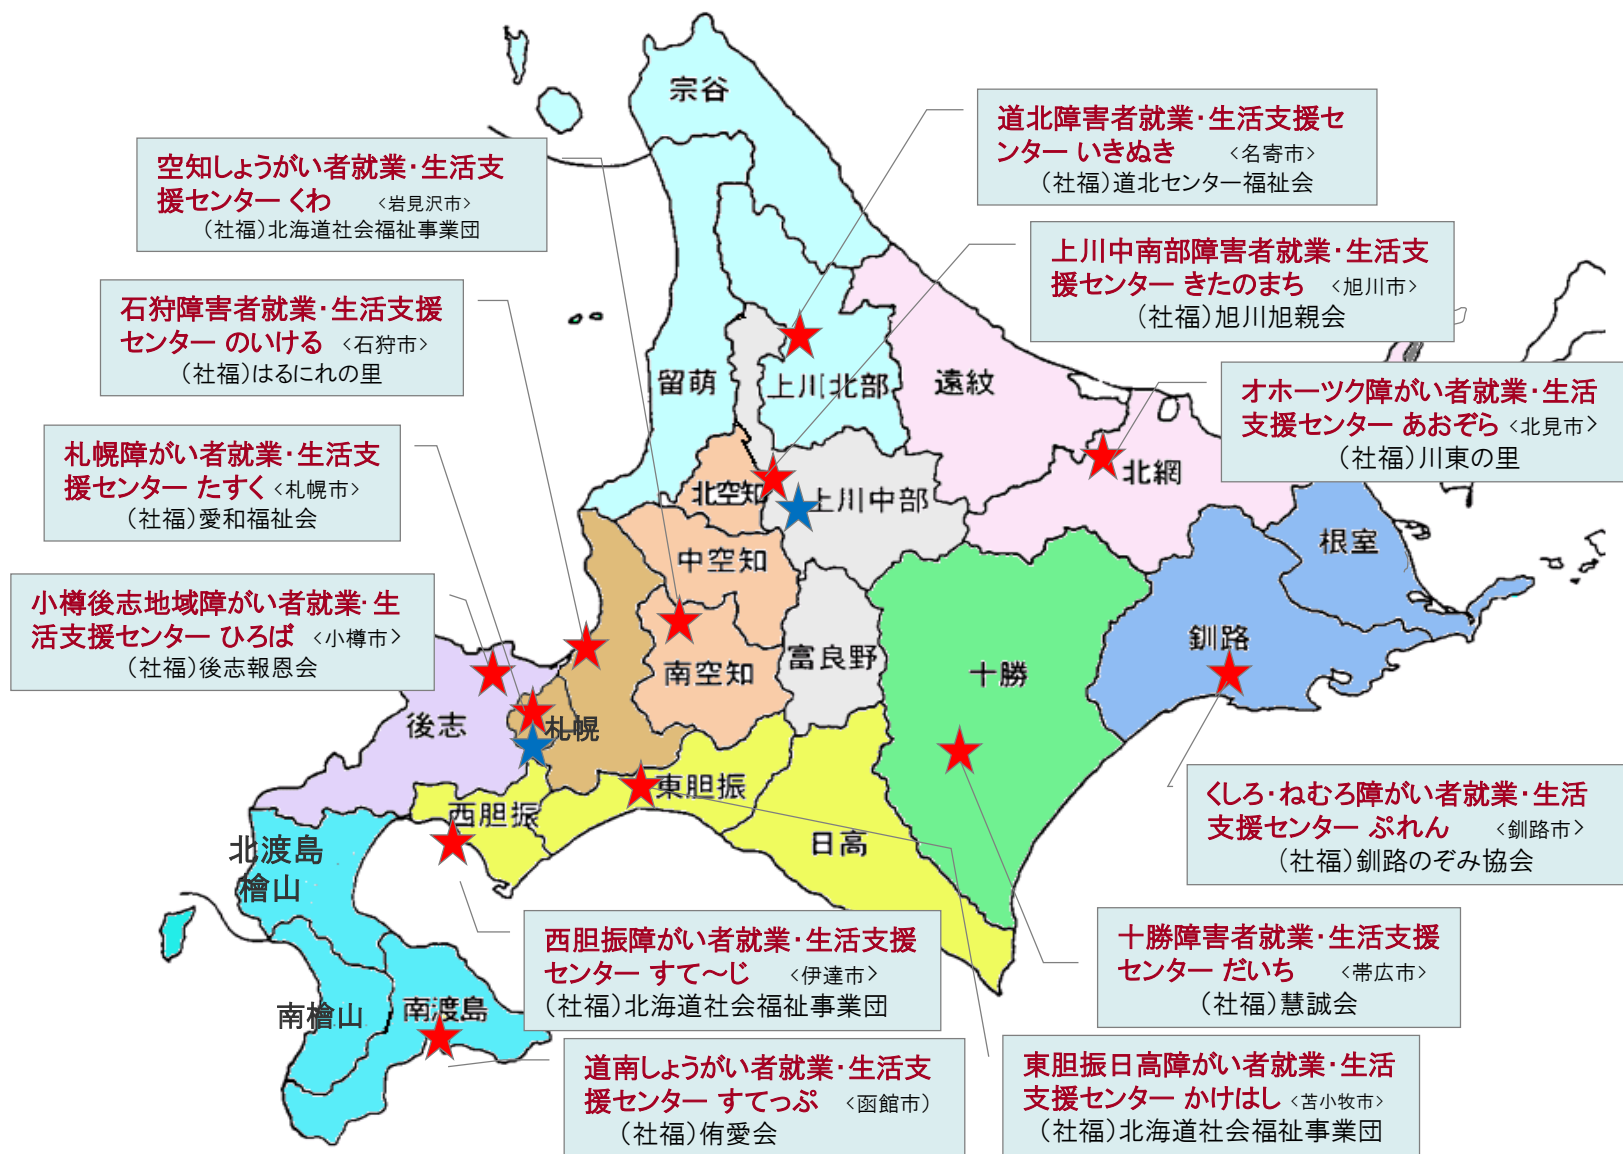 宗谷
道北障害者就業・生活支援セ
ンター いきぬき <名寄市>
(社福)道北センター福祉会
空知しょうがい者就業・生活支
援センター くわ <岩見沢市>
(社福)北海道社会福祉事業団
上川中南部障害者就業・生活支
援センター きたのまち <旭川市>
(社福)旭川旭親会
石狩障害者就業・生活支援
センター のいける <石狩市>
(社福)はるにれの里
留萌
上川北部
遠紋
オホーツク障がい者就業・生活
支援センター あおぞら <北見市>
(社福)川東の里
札幌障がい者就業・生活支
援センター たすく <札幌市>
(社福)愛和福祉会
北空知
上川中部
北網
中空知
根室
小樽後志地域障がい者就業・生
活支援センター ひろば <小樽市>
(社福)後志報恩会
南空知
富良野
十勝
釧路
後志
札幌
西胆振
東胆振
日高
くしろ・ねむろ障がい者就業・生活
支援センター ぷれん <釧路市>
(社福)釧路のぞみ協会
北渡島
檜山
西胆振障がい者就業・生活支援
センター すて~じ <伊達市>
(社福)北海道社会福祉事業団
十勝障害者就業・生活支援
センター だいち <帯広市>
(社福)慧誠会
南檜山
南渡島
道南しょうがい者就業・生活支
援センター すてっぷ <函館市)
(社福)侑愛会
東胆振日高障がい者就業・生活
支援センター かけはし <苫小牧市>
(社福)北海道社会福祉事業団